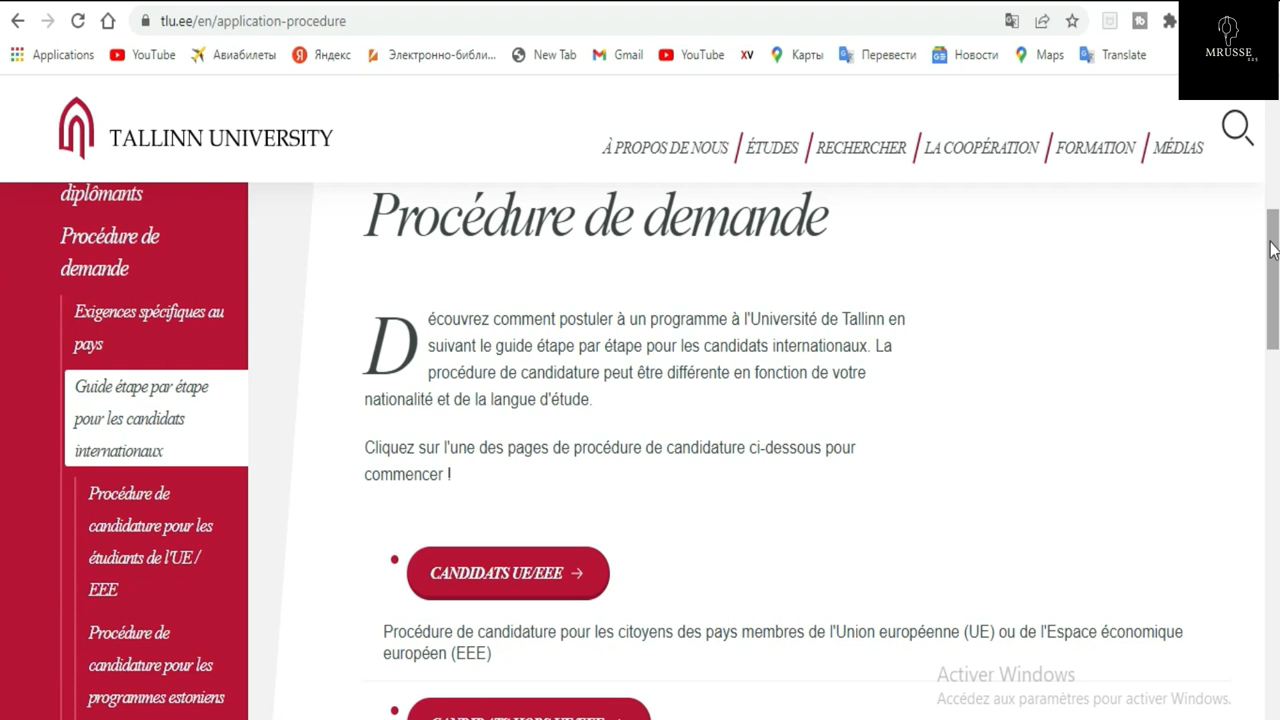 tlu.ee/en/application-procedure
Applications
YouTube
Авиабилеты
Яндекс
Электронно-библи...
New Tab
Gmail
YouTube
XV
Карты
Перевести
Новости
Maps
Translate
MRUSSE
225
TALLINN UNIVERSITY
À PROPOS DE NOUS
ÉTUDES
RECHERCHER
LA COOPÉRATION
FORMATION
MÉDIAS
diplômants
Procédure de
demande
Exigences spécifiques au
pays
Guide étape par étape
pour les candidats
internationaux
Procédure de
candidature pour les
étudiants de l'UE /
EEE
Procédure de
candidature pour les
programmes estoniens
Procédure de demande
Découvrez comment postuler à un programme à l'Université de Tallinn en
suivant le guide étape par étape pour les candidats internationaux. La
procédure de candidature peut être différente en fonction de votre
nationalité et de la langue d'étude.
Cliquez sur l'une des pages de procédure de candidature ci-dessous pour
commencer !
CANDIDATS UE/EEE →
Procédure de candidature pour les citoyens des pays membres de l'Union européenne (UE) ou de l'Espace économique
européen (EEE)
CANDIDATS HORS UE/EEE
Activer Windows
Accédez aux paramètres pour activer Windows.